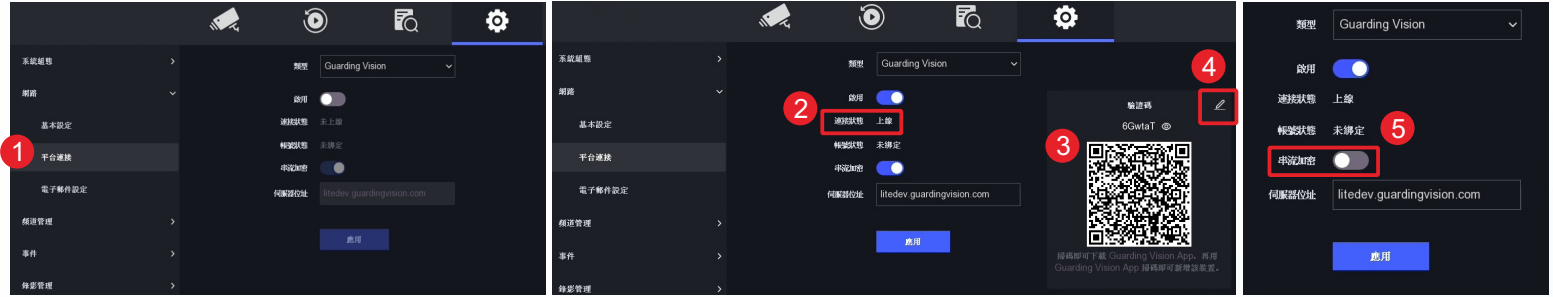 系統組態
網路
基本設定
1
平台連接
電子郵件設定
頻道管理
事件
錄影管理
類型 Guarding Vision
啟用
連接狀態 未上線
帳號狀態 未綁定
串流加密
伺服器位址 litedev.guardingvision.com
應用
系統組態
網路
基本設定
平台連接
電子郵件設定
頻道管理
事件
錄影管理
類型 Guarding Vision
啟用
2
連接狀態 上線
帳號狀態 未綁定
串流加密
伺服器位址 litedev.guardingvision.com
應用
4
驗證碼
6GwtaT
3
掃碼即可下載 Guarding Vision App。再用
Guarding Vision App 掃碼即可新增該裝置。
類型 Guarding Vision
啟用
連接狀態 上線
帳號狀態 未綁定
5
串流加密
伺服器位址 litedev.guardingvision.com
應用